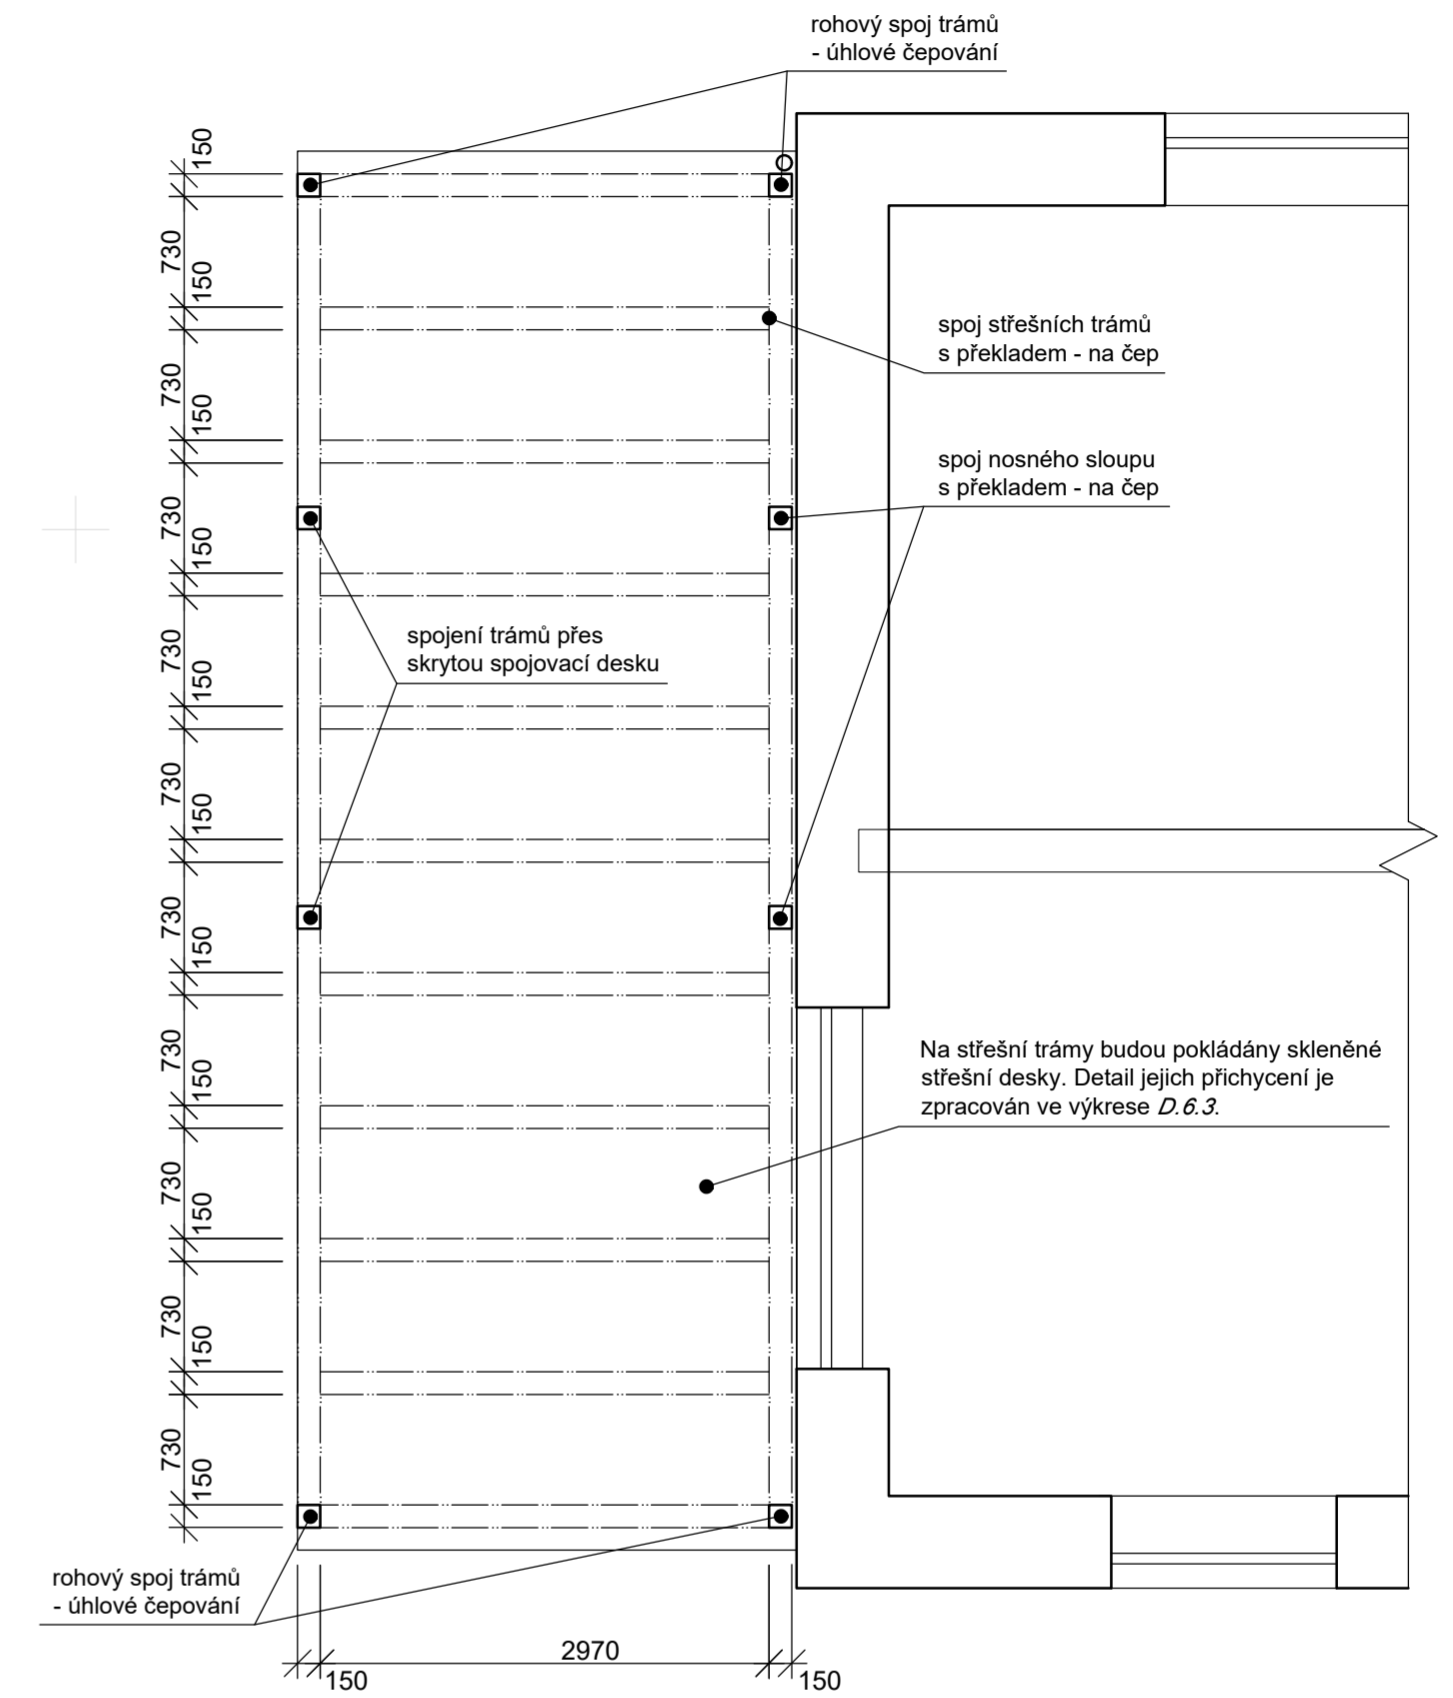 rohový spoj trámů
- úhlové čepování
150
730
150
730
150
730
150
730
150
730
150
730
150
730
150
730
150
730
150
730
150
spoj střešních trámů
s překladem - na čep
spoj nosného sloupu
s překladem - na čep
spojení trámů přes
skrytou spojovací desku
Na střešní trámy budou pokládány skleněné
střešní desky. Detail jejich přichycení je
zpracován ve výkrese D.6.3.
rohový spoj trámů
- úhlové čepování
2970
150
150